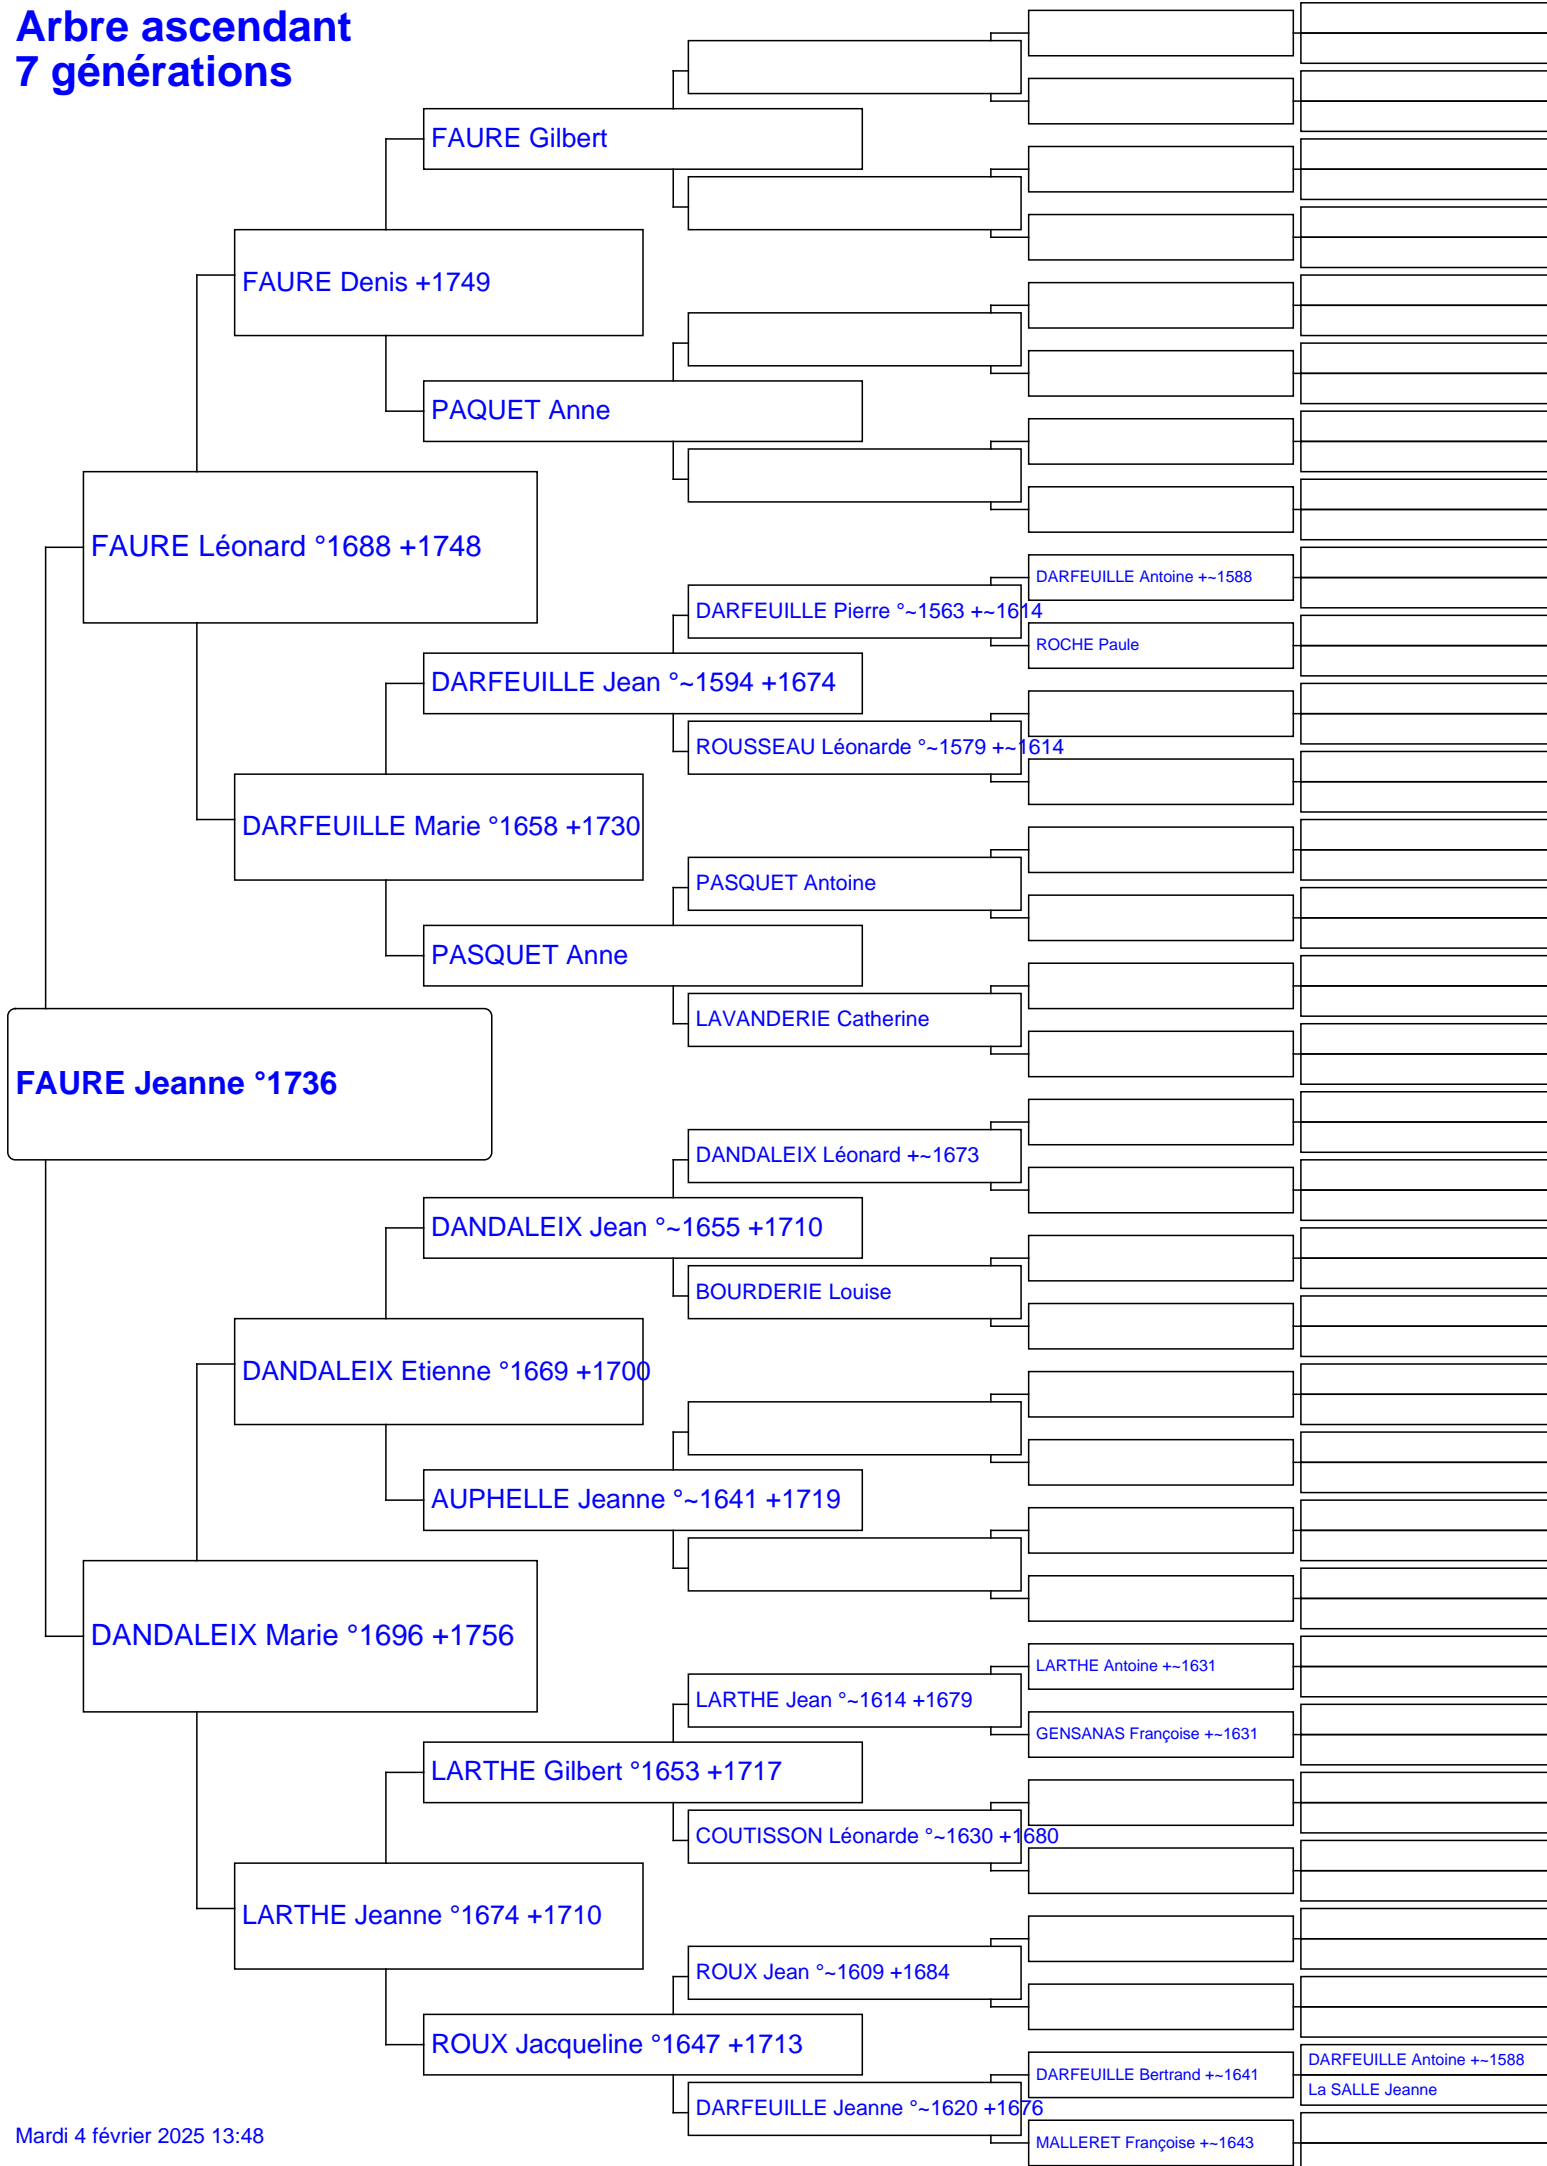 Arbre ascendant
7 générations
FAURE Gilbert
FAURE Denis +1749
PAQUET Anne
FAURE Léonard °1688 +1748
DARFEUILLE Antoine +~1588
DARFEUILLE Pierre °~1563 +~1614
ROCHE Paule
DARFEUILLE Jean °~1594 +1674
ROUSSEAU Léonarde °~1579 +~1614
DARFEUILLE Marie °1658 +1730
PASQUET Antoine
PASQUET Anne
LAVANDERIE Catherine
FAURE Jeanne °1736
DANDALEIX Léonard +~1673
DANDALEIX Jean °~1655 +1710
BOURDERIE Louise
DANDALEIX Etienne °1669 +1700
AUPHELLE Jeanne °~1641 +1719
DANDALEIX Marie °1696 +1756
LARTHE Antoine +~1631
LARTHE Jean °~1614 +1679
GENSANAS Françoise +~1631
LARTHE Gilbert °1653 +1717
COUTISSON Léonarde °~1630 +1680
LARTHE Jeanne °1674 +1710
ROUX Jean °~1609 +1684
ROUX Jacqueline °1647 +1713
DARFEUILLE Antoine +~1588
DARFEUILLE Bertrand +~1641
La SALLE Jeanne
DARFEUILLE Jeanne °~1620 +1676
MALLERET Françoise +~1643
Mardi 4 février 2025 13:48